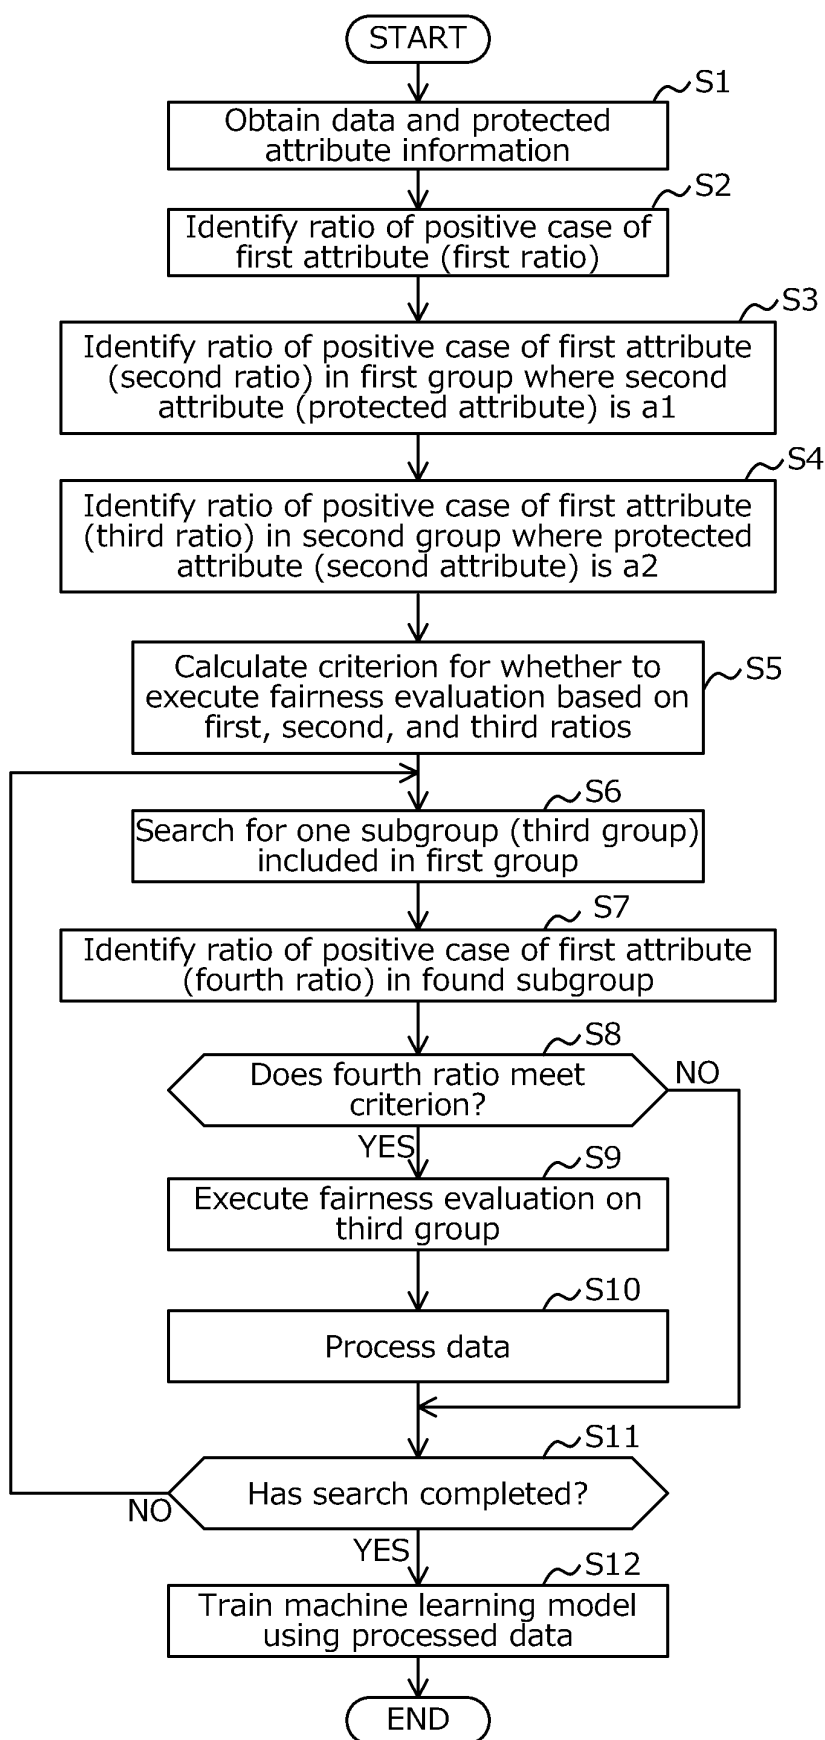 START
S1
Obtain data and protected
attribute information
S2
Identify ratio of positive case of
first attribute (first ratio)
S3
Identify ratio of positive case of first attribute
(second ratio) in first group where second
attribute (protected attribute) is a1
S4
Identify ratio of positive case of first attribute
(third ratio) in second group where protected
attribute (second attribute) is a2
S5
Calculate criterion for whether to
execute fairness evaluation based on
first, second, and third ratios
S6
Search for one subgroup (third group)
included in first group
S7
Identify ratio of positive case of first attribute
(fourth ratio) in found subgroup
S8
Does fourth ratio meet
criterion?
NO
YES
S9
Execute fairness evaluation on
third group
S10
Process data
S11
Has search completed?
NO
YES
S12
Train machine learning model
using processed data
END